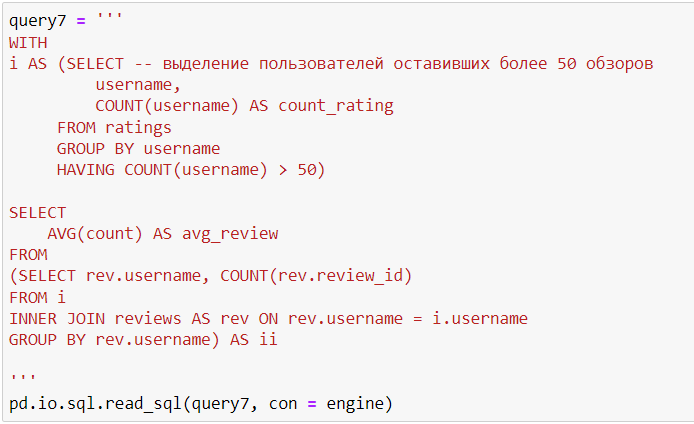 query7 = '''
WITH
i AS (SELECT -- выделение пользователей оставивших более 50 обзоров
         username,
         COUNT(username) AS count_rating
     FROM ratings
     GROUP BY username
     HAVING COUNT(username) > 50)

SELECT
    AVG(count) AS avg_review
FROM
(SELECT rev.username, COUNT(rev.review_id)
FROM i
INNER JOIN reviews AS rev ON rev.username = i.username
GROUP BY rev.username) AS ii

'''
pd.io.sql.read_sql(query7, con = engine)